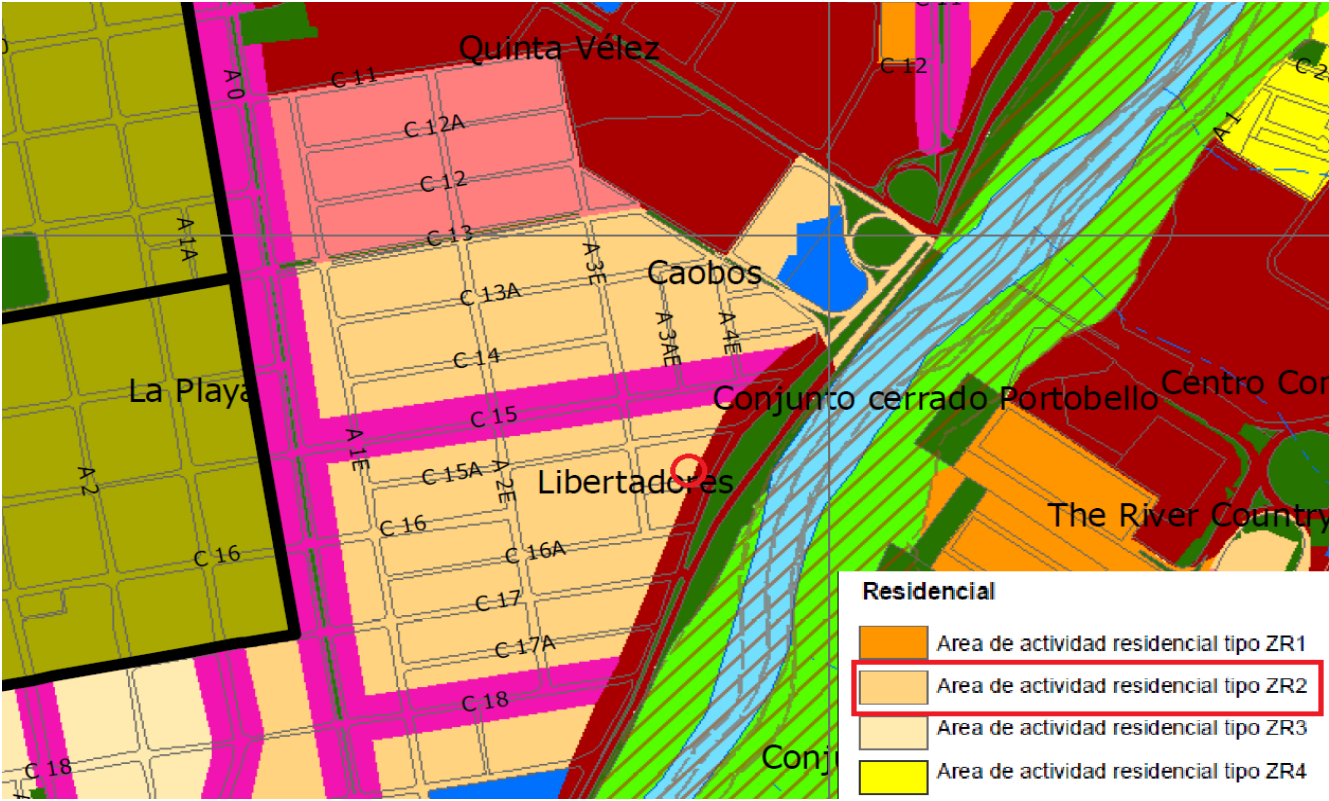 C 11
Quinta Vélez
C 12
C 2
A 0
C 11
A 1
C 12A
C 12
A 1A
C 13
A 3E
Caobos
C 13A
A 3AE
A 4E
C 14
La Playa
Conjunto cerrado Portobello
Centro Con
C 15
A 1E
A 2
C 15A
A 2E
Libertadores
C 16
The River Country
C 16
C 16A
C 17
C 17A
C 18
Conju
C 18
Residencial
Area de actividad residencial tipo ZR1
Area de actividad residencial tipo ZR2
Area de actividad residencial tipo ZR3
Area de actividad residencial tipo ZR4